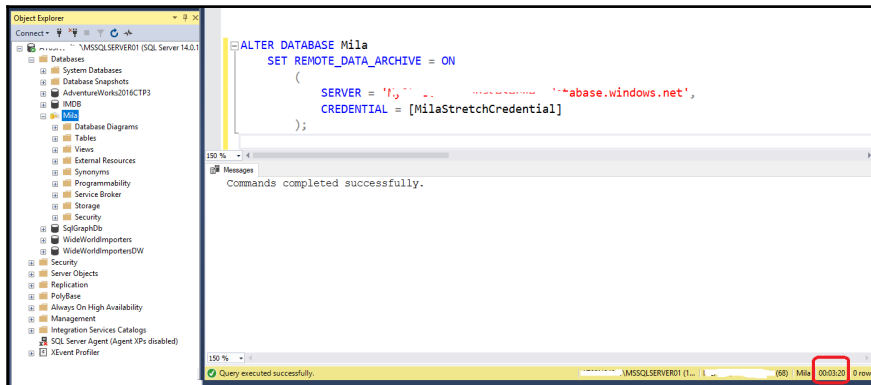 Object Explorer
Connect
\MSSQLSERVER01 (SQL Server 14.0.1
Databases
System Databases
Database Snapshots
AdventureWorks2016CTP3
IMDB
Mila
Database Diagrams
Tables
Views
External Resources
Synonyms
Programmability
Service Broker
Storage
Security
SqlGraphDb
WideWorldImporters
WideWorldImportersDW
Security
Server Objects
Replication
PolyBase
Always On High Availability
Management
Integration Services Catalogs
SQL Server Agent (Agent XPs disabled)
XEvent Profiler
ALTER DATABASE Mila
SET REMOTE_DATA_ARCHIVE = ON
(
SERVER = 'My tabase.windows.net',
CREDENTIAL = [MilaStretchCredential]
);
150 %
Messages
Commands completed successfully.
150 %
Query executed successfully.
\MSSQLSERVER01 (1... (68) Mila 00:03:20 0 row